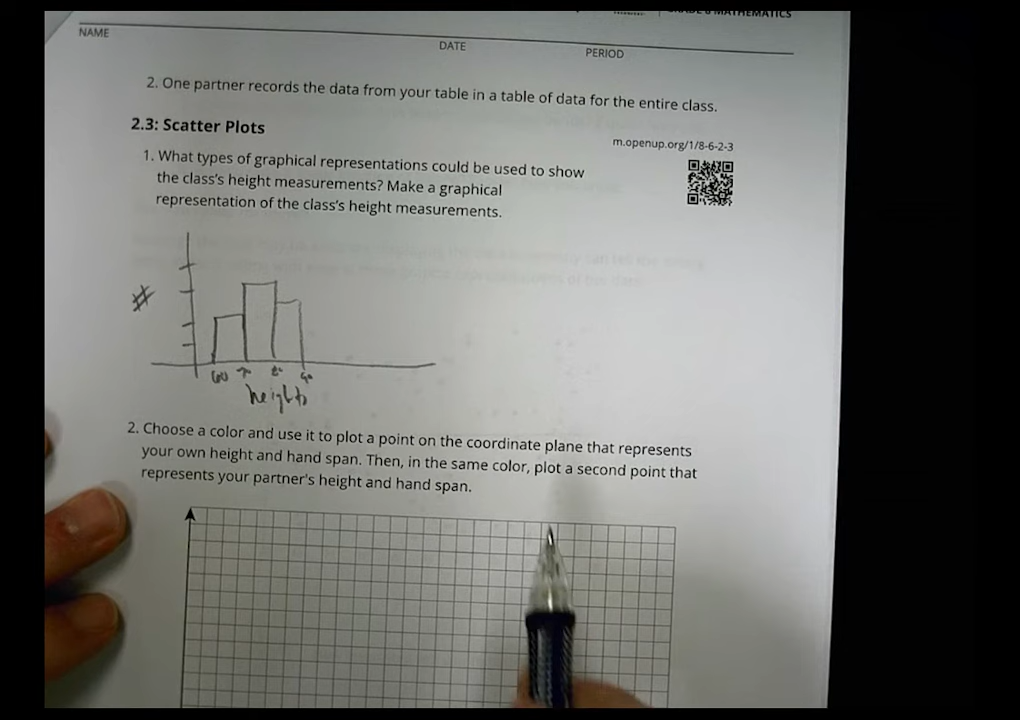 GRADE 8 MATHEMATICS
NAME
DATE
PERIOD
2. One partner records the data from your table in a table of data for the entire class.
2.3: Scatter Plots
m.openup.org/1/8-6-2-3
1. What types of graphical representations could be used to show
the class's height measurements? Make a graphical
representation of the class's height measurements.
#
60
heights
2. Choose a color and use it to plot a point on the coordinate plane that represents
your own height and hand span. Then, in the same color, plot a second point that
represents your partner's height and hand span.